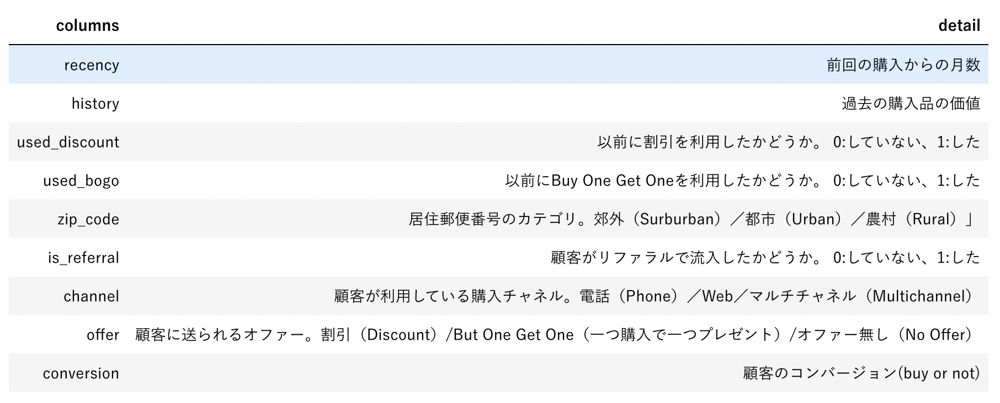 columns detail
recency 前回の購入からの月数
history 過去の購入品の価値
used_discount 以前に割引を利用したかどうか。 0:していない、1:した
used_bogo 以前にBuy One Get Oneを利用したかどうか。 0:していない、1:した
zip_code 居住郵便番号のカテゴリ。郊外（Surburban）／都市（Urban）／農村（Rural）」
is_referral 顧客がリファラルで流入したかどうか。 0:していない、1:した
channel 顧客が利用している購入チャネル。電話（Phone）／Web／マルチチャネル（Multichannel）
offer 顧客に送られるオファー。割引（Discount）/But One Get One（一つ購入で一つプレゼント）/オファー無し（No Offer）
conversion 顧客のコンバージョン(buy or not)